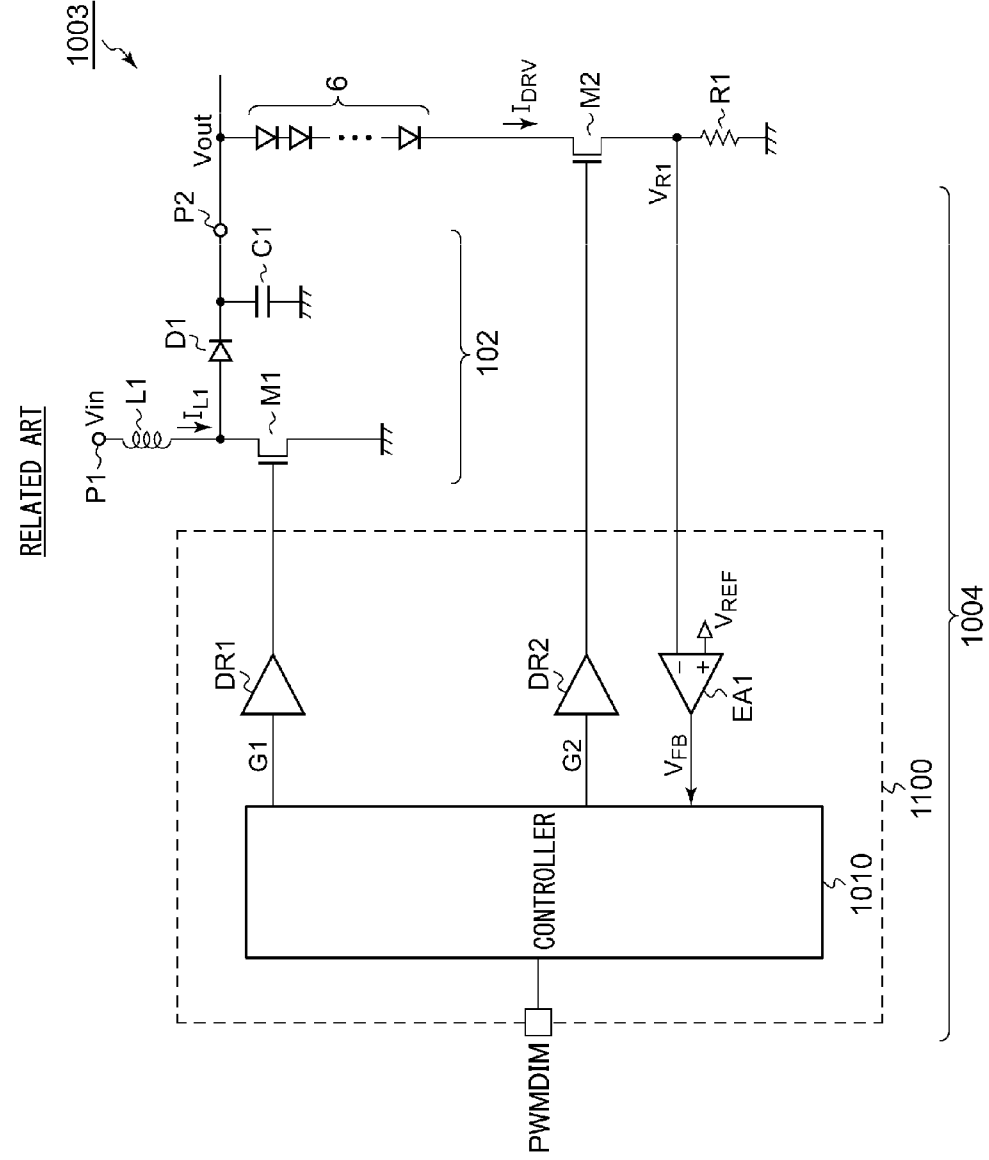 RELATED ART
1003
P1
Vin
L1
IL1
D1
P2
Vout
C1
M1
6
IDRV
M2
102
VR1
R1
DR1
G1
DR2
G2
VREF
EA1
VFB
CONTROLLER
1010
1100
1004
PWMDIM
− +